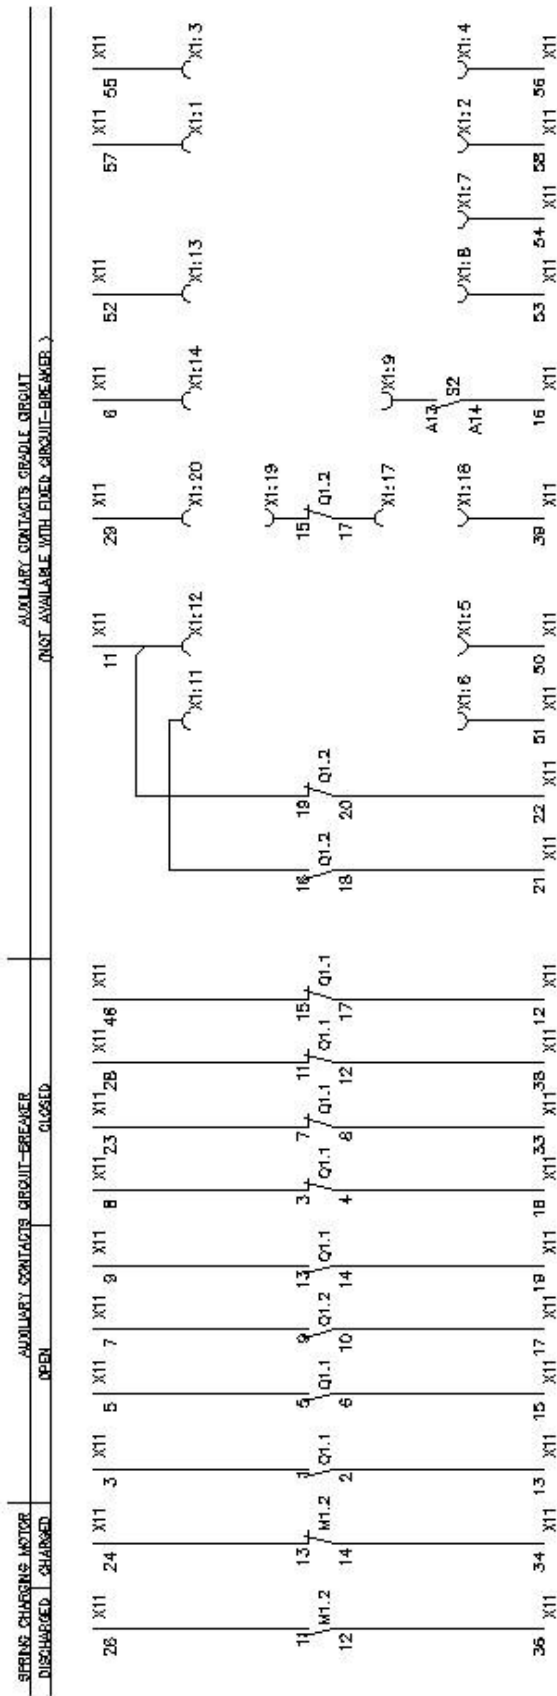 SPRING CHARGING MOTOR
AUXILIARY CONTACTS CIRCUIT-BREAKER
AUXILIARY CONTACTS CRADLE CIRCUIT
DISCHARGED
CHARGED
OPEN
CLOSED
(NOT AVAILABLE WITH FIXED CIRCUIT-BREAKER )
X11 X11 X11 X11 X11 X11 X11 X11 X11 X11 X11 X11 X11 X11 X11 X11
26 24 3 5 7 9 8 23 28 46 11 29 6 52 57 55
X1:11 X1:12 X1:20 X1:14 X1:13 X1:1 X1:3
X1:19
11 13 1 5 9 13 3 7 11 15 16 19 15
M1.2 M1.2 Q1.1 Q1.1 Q1.2 Q1.1 Q1.1 Q1.1 Q1.1 Q1.1 Q1.2 Q1.2 Q1.2
12 14 2 6 10 14 4 8 12 17 18 20 17
X1:17 X1:9
A13 S2
A14
X1:6 X1:5 X1:18 X1:8 X1:7 X1:2 X1:4
36 34 13 15 17 19 18 33 38 12 21 22 51 50 39 16 53 54 58 56
X11 X11 X11 X11 X11 X11 X11 X11 X11 X11 X11 X11 X11 X11 X11 X11 X11 X11 X11 X11